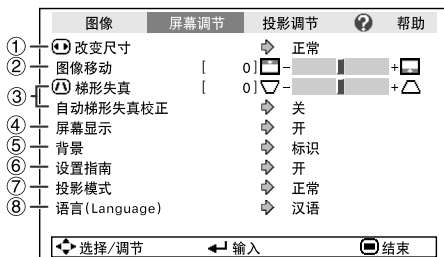 图像 屏幕调节 投影调节 ? 帮助
① 改变尺寸 正常
② 图像移动 [ 0] − +
③ 梯形失真 [ 0] − +
自动梯形失真校正 关
④ 屏幕显示 开
⑤ 背景 标识
⑥ 设置指南 开
⑦ 投影模式 正常
⑧ 语言(Language) 汉语
选择/调节 输入 结束